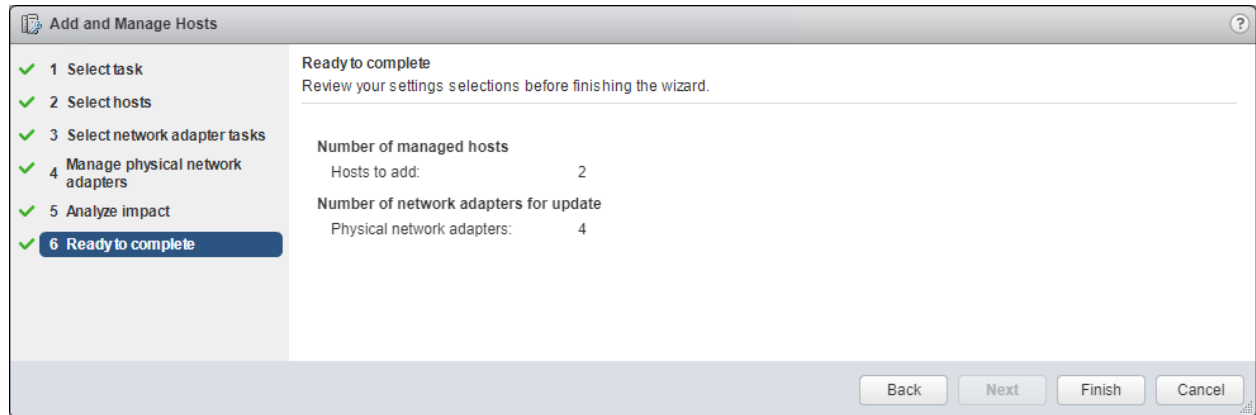 Add and Manage Hosts
?
1 Select task
2 Select hosts
3 Select network adapter tasks
4 Manage physical network
adapters
5 Analyze impact
6 Ready to complete
Ready to complete
Review your settings selections before finishing the wizard.
Number of managed hosts
Hosts to add: 2
Number of network adapters for update
Physical network adapters: 4
Back Next Finish Cancel